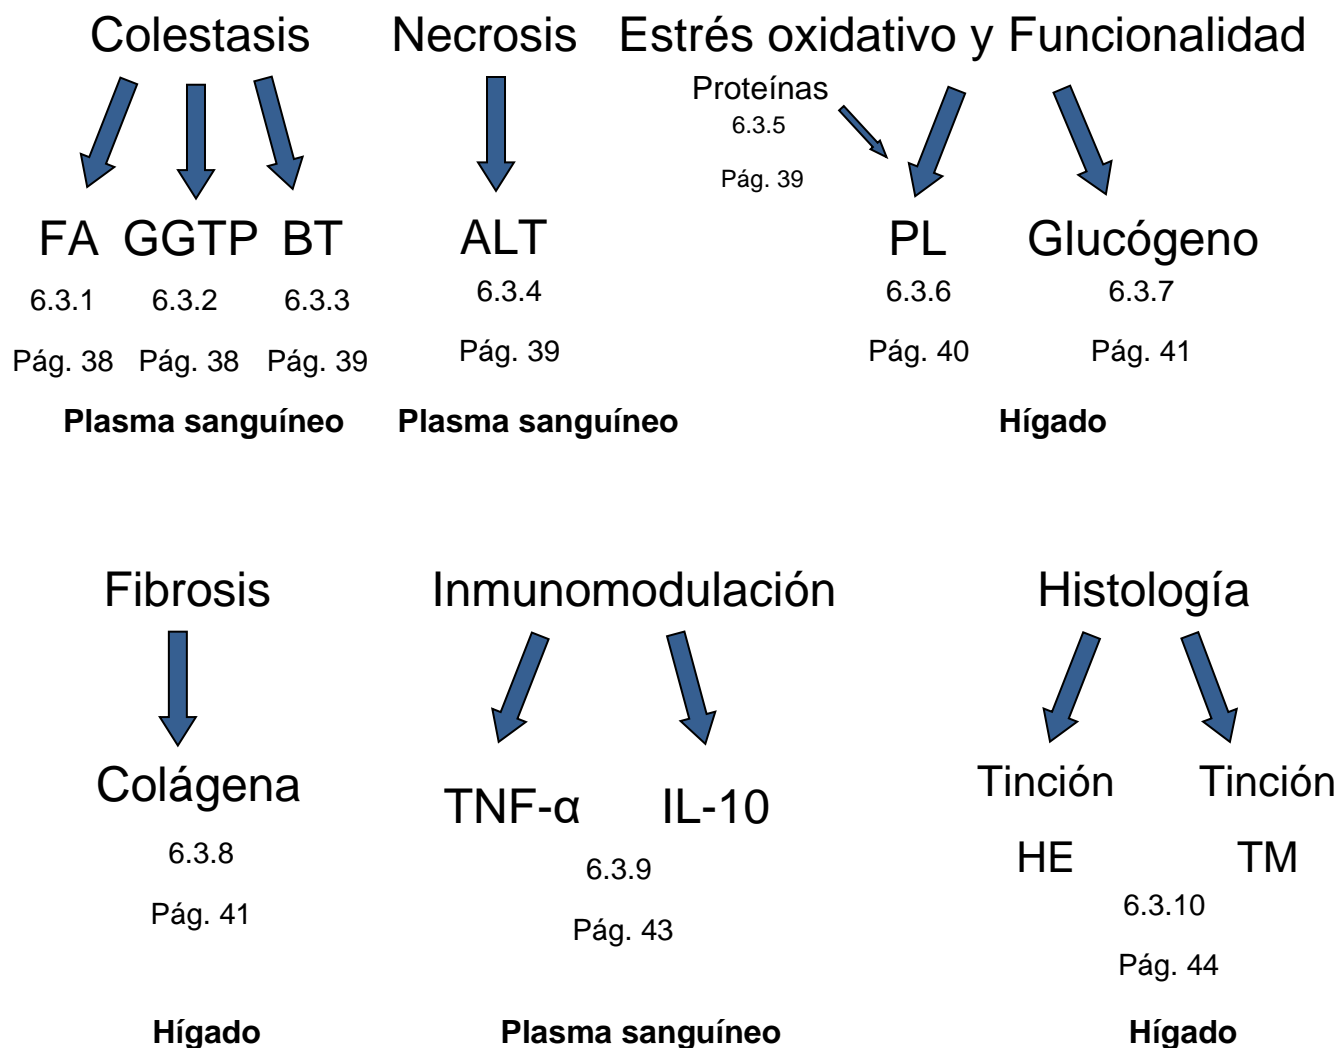 Colestasis
FA GGTP BT
6.3.1 6.3.2 6.3.3
Pág. 38 Pág. 38 Pág. 39
Plasma sanguíneo
Necrosis
ALT
6.3.4
Pág. 39
Plasma sanguíneo
Estrés oxidativo y Funcionalidad
Proteínas
6.3.5
Pág. 39
PL Glucógeno
6.3.6 6.3.7
Pág. 40 Pág. 41
Hígado
Fibrosis
Colágena
6.3.8
Pág. 41
Hígado
Inmunomodulación
TNF-α IL-10
6.3.9
Pág. 43
Plasma sanguíneo
Histología
Tinción Tinción
HE TM
6.3.10
Pág. 44
Hígado